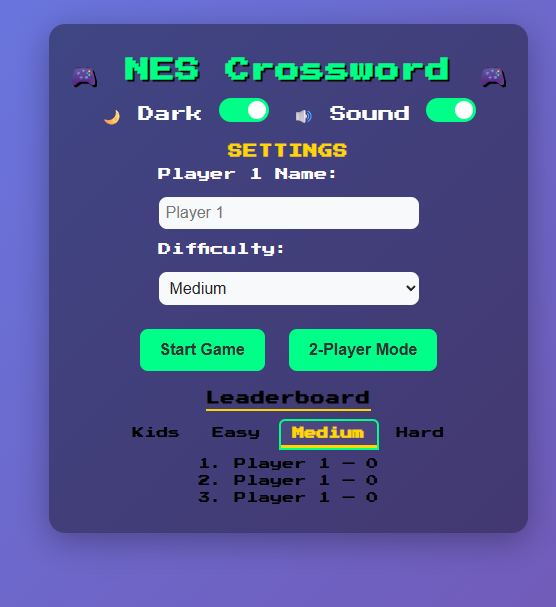 NES Crossword
Dark Sound
SETTINGS
Player 1 Name:
Player 1
Difficulty:
Medium
Start Game 2-Player Mode
Leaderboard
Kids Easy Medium Hard
1. Player 1 – 0
2. Player 1 – 0
3. Player 1 – 0